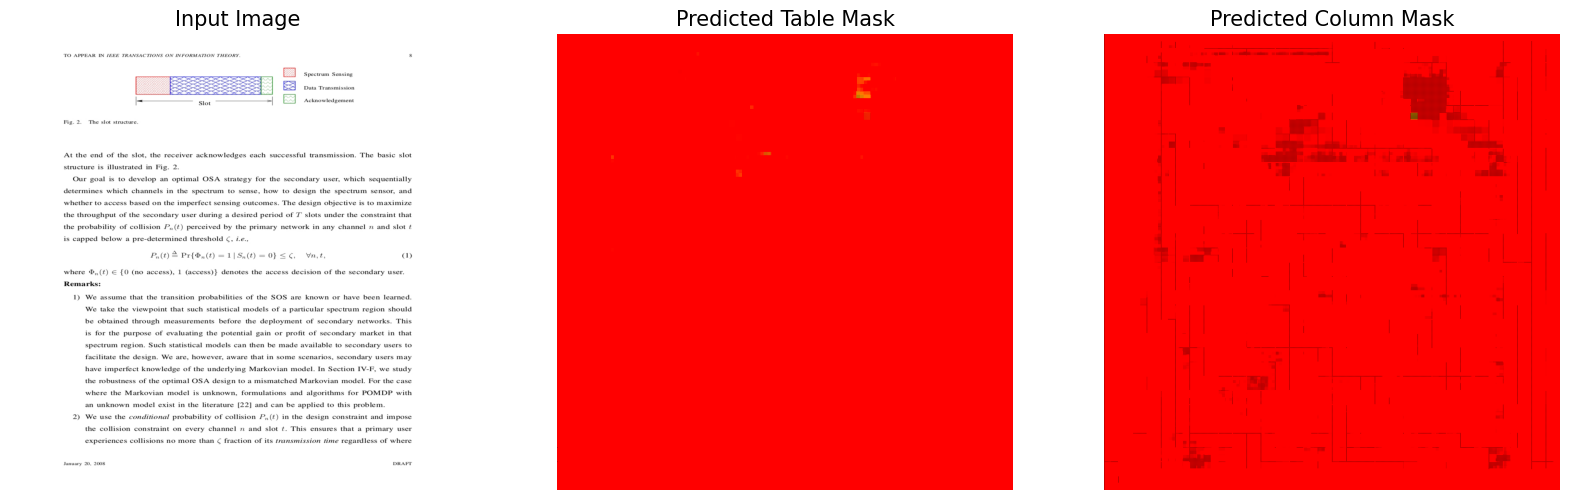 Input Image
Predicted Table Mask
Predicted Column Mask
TO APPEAR IN IEEE TRANSACTIONS ON INFORMATION THEORY.
6
Spectrum Sensing
Data Transmission
Acknowledgement
Slot
Fig. 2. The slot structure.
At the end of the slot, the receiver acknowledges each successful transmission. The basic slot
structure is illustrated in Fig. 2.
Our goal is to develop an optimal OSA strategy for the secondary user, which sequentially
determines which channels in the spectrum to sense, how to design the spectrum sensor, and
whether to access based on the imperfect sensing outcomes. The design objective is to maximize
the throughput of the secondary user during a desired period of T slots under the constraint that
the probability of collision Pₙ(t) perceived by the primary network in any channel n and slot t
is capped below a pre-determined threshold ζ, i.e.,
Pₙ(t) ≜ Pr{Φₙ(t) = 1 | Sₙ(t) = 0} ≤ ζ, ∀n, t, (1)
where Φₙ(t) ∈ {0 (no access), 1 (access)} denotes the access decision of the secondary user.
Remarks:
1) We assume that the transition probabilities of the SOS are known or have been learned.
We take the viewpoint that such statistical models of a particular spectrum region should
be obtained through measurements before the deployment of secondary networks. This
is for the purpose of evaluating the potential gain or profit of secondary market in that
spectrum region. Such statistical models can then be made available to secondary users to
facilitate the design. We are, however, aware that in some scenarios, secondary users may
have imperfect knowledge of the underlying Markovian model. In Section IV-F, we study
the robustness of the optimal OSA design to a mismatched Markovian model. For the case
where the Markovian model is unknown, formulations and algorithms for POMDP with
an unknown model exist in the literature [22] and can be applied to this problem.
2) We use the conditional probability of collision Pₙ(t) in the design constraint and impose
the collision constraint on every channel n and slot t. This ensures that a primary user
experiences collisions no more than ζ fraction of its transmission time regardless of where
January 20, 2008
DRAFT